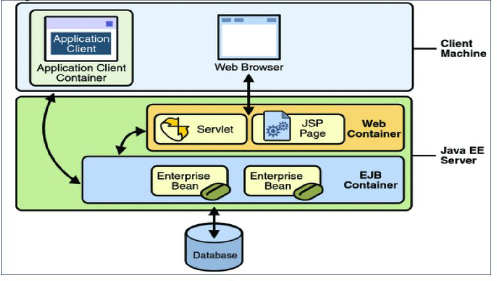 Application
Client
Application Client
Container
Web Browser
Client
Machine
Servlet
JSP
Page
Web
Container
Java EE
Server
Enterprise
Bean
Enterprise
Bean
EJB
Container
Database